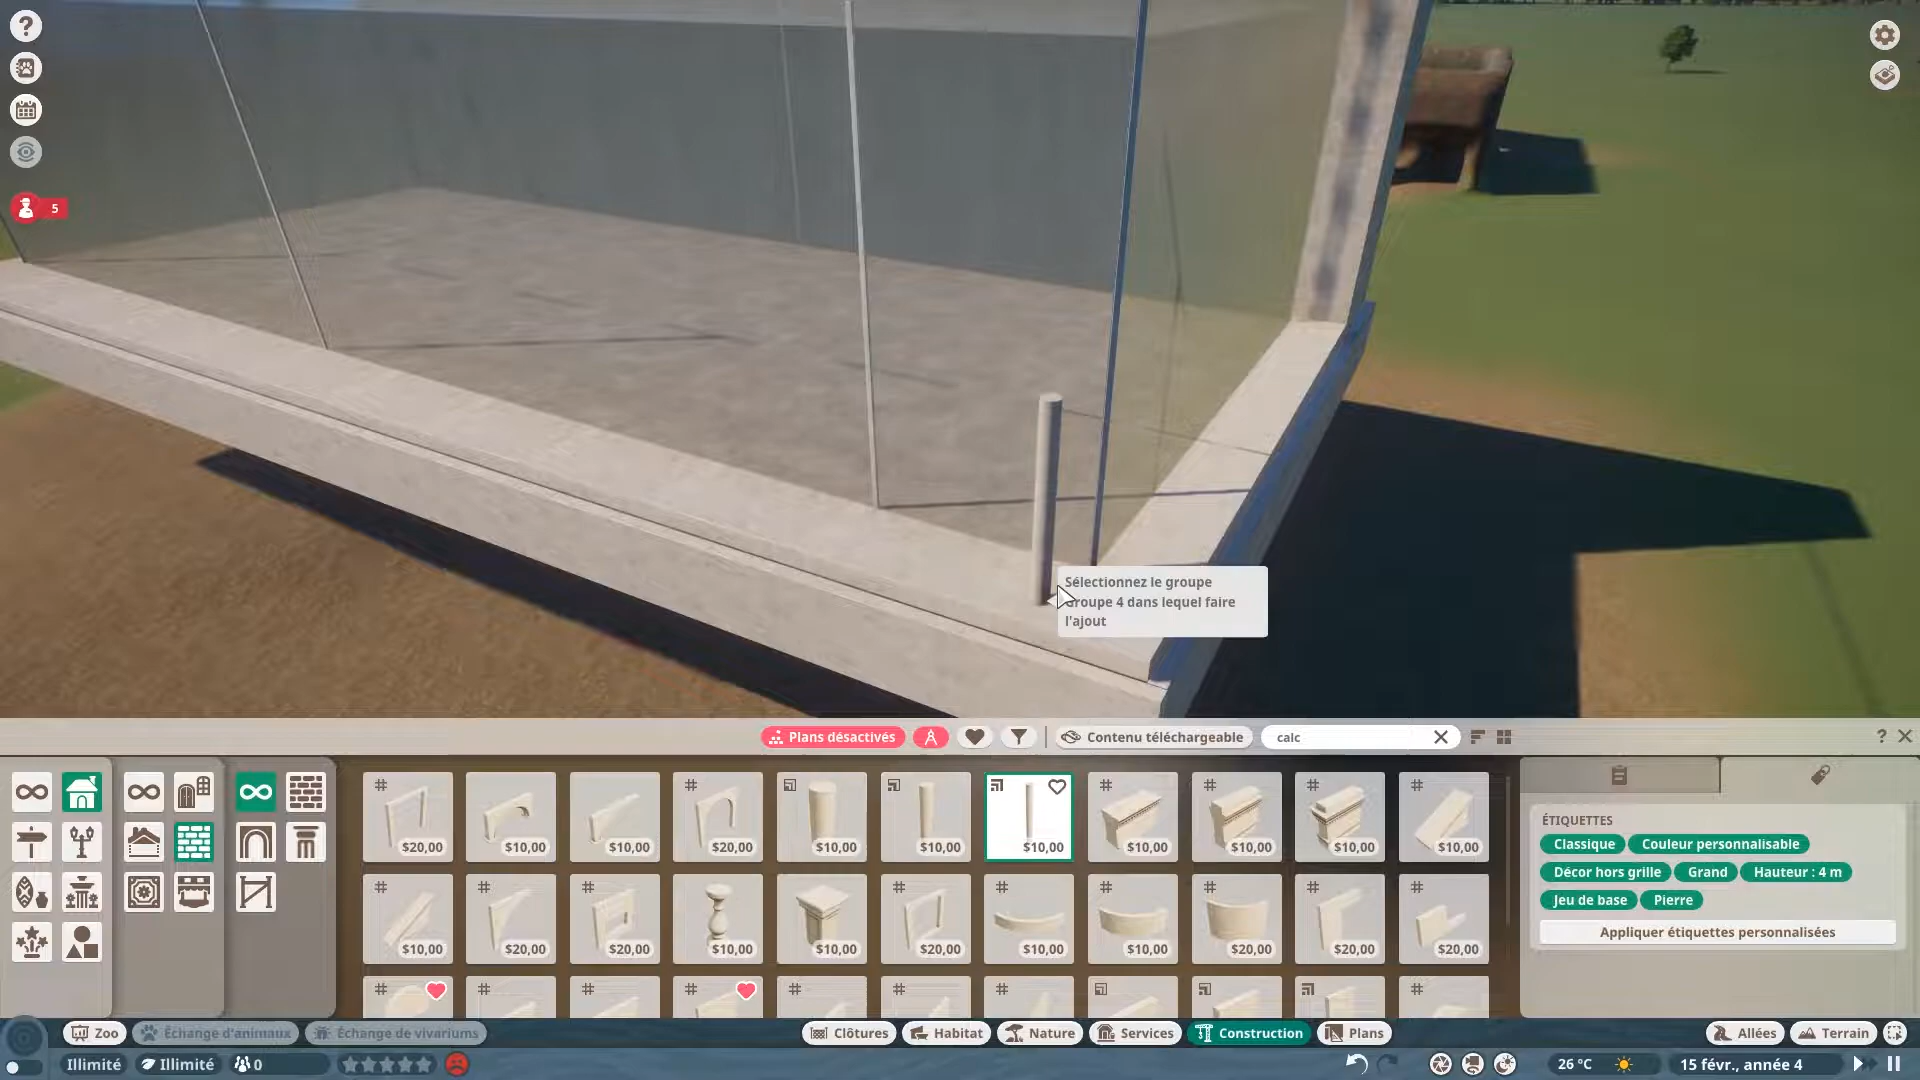 5
Sélectionnez le groupe
Groupe 4 dans lequel faire
l'ajout
Plans désactivés
Contenu téléchargeable
calc
?
$20,00
$10,00
$10,00
$20,00
$10,00
$10,00
$10,00
$10,00
$10,00
$10,00
$10,00
$10,00
$20,00
$20,00
$10,00
$10,00
$20,00
$10,00
$10,00
$20,00
$20,00
$20,00
ÉTIQUETTES
Classique
Couleur personnalisable
Décor hors grille
Grand
Hauteur : 4 m
Jeu de base
Pierre
Appliquer étiquettes personnalisées
Zoo
Échange d'animaux
Échange de vivariums
Clôtures
Habitat
Nature
Services
Construction
Plans
Allées
Terrain
Illimité
Illimité
0
26 °C
15 févr., année 4